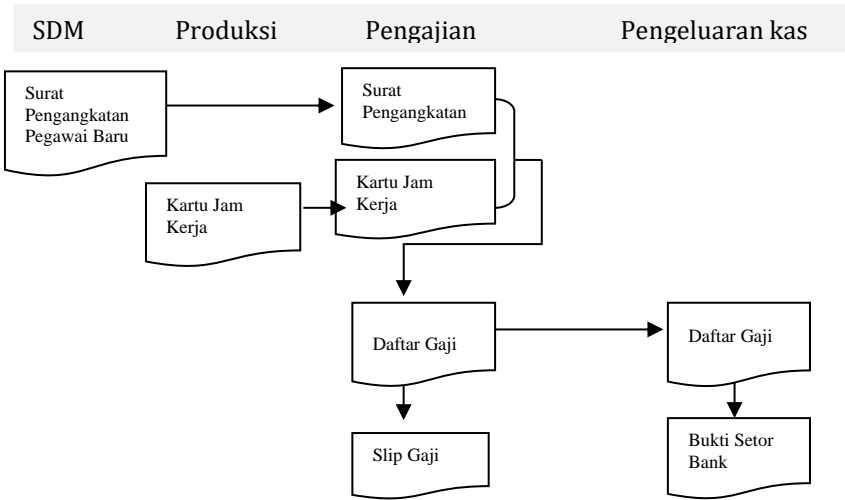 SDM Produksi Pengajian Pengeluaran kas
Surat
Pengangkatan
Pegawai Baru
Surat
Pengangkatan
Kartu Jam
Kerja
Kartu Jam
Kerja
Daftar Gaji
Daftar Gaji
Slip Gaji
Bukti Setor
Bank